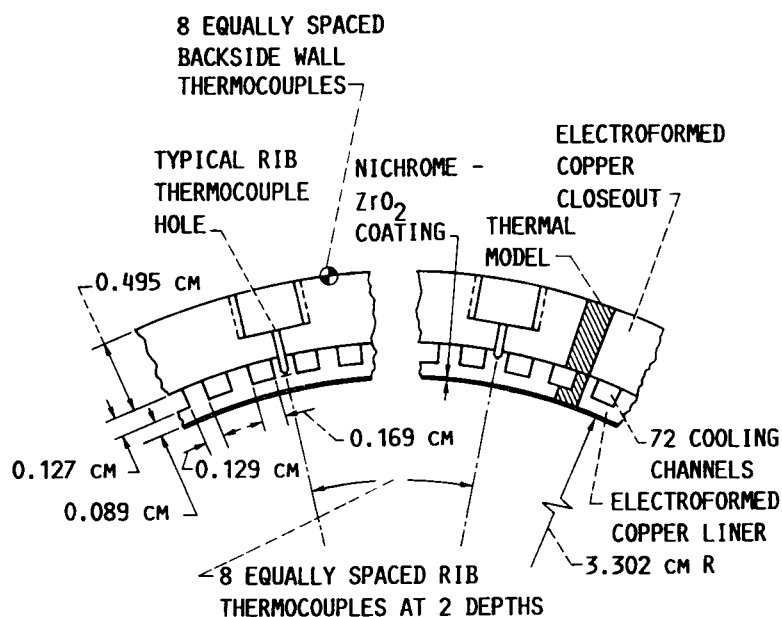 8 EQUALLY SPACED
BACKSIDE WALL
THERMOCOUPLES
TYPICAL RIB
THERMOCOUPLE
HOLE
NICHROME -
ZrO2
COATING
ELECTROFORMED
COPPER
CLOSEOUT
THERMAL
MODEL
0.495 CM
0.127 CM
0.089 CM
0.129 CM
0.169 CM
72 COOLING
CHANNELS
ELECTROFORMED
COPPER LINER
3.302 CM R
8 EQUALLY SPACED RIB
THERMOCOUPLES AT 2 DEPTHS